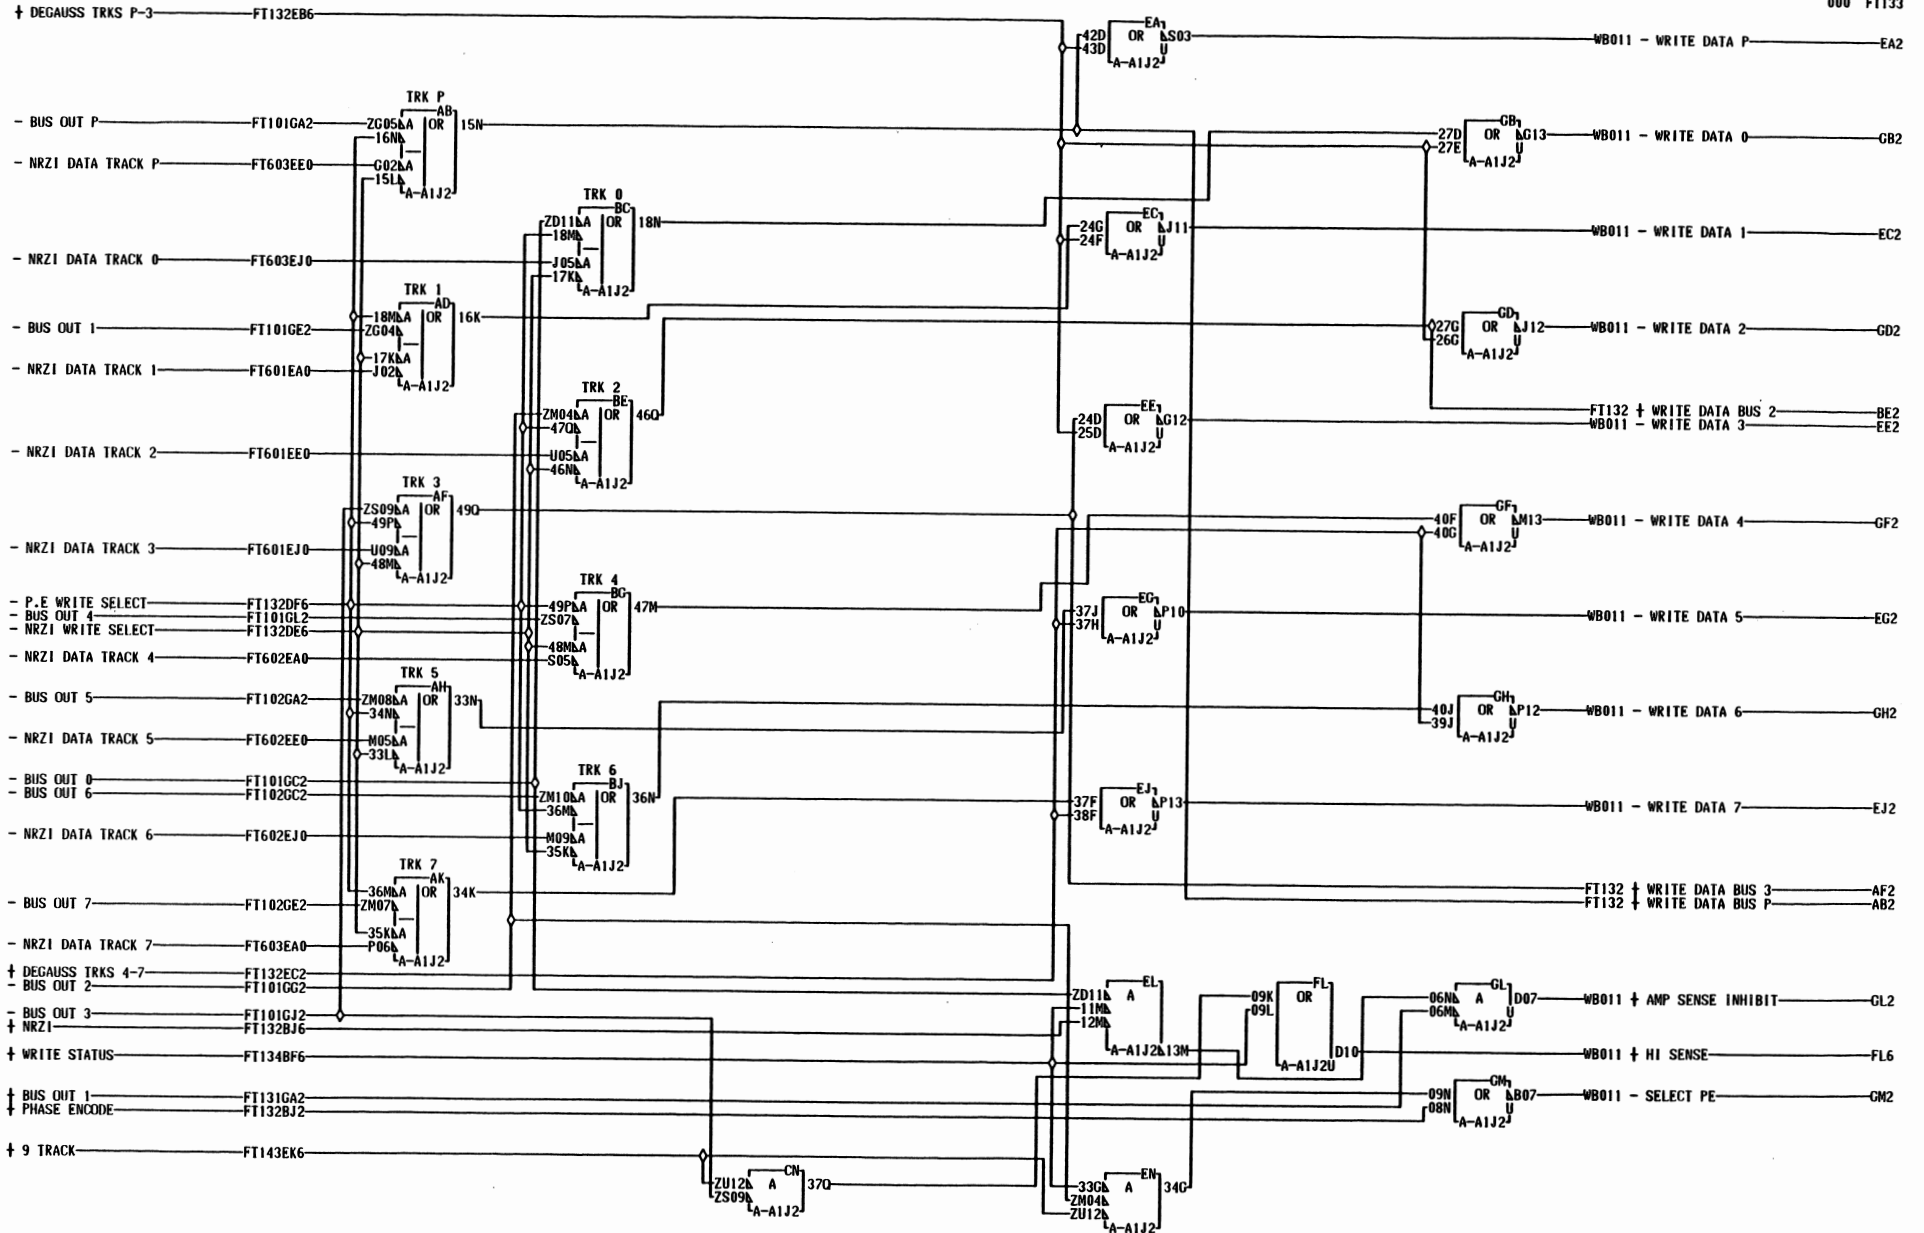 000 FT133
+ DEGAUSS TRKS P-3 FT132EB6
EA
42D OR S03 WB011 - WRITE DATA P EA2
43D U
A-A1J2
TRK P
AB
- BUS OUT P FT101GA2 ZG05 A OR 15N
16N
- NRZI DATA TRACK P FT603EE0 G02 A
15L
A-A1J2
GB
27D OR G13 WB011 - WRITE DATA 0 GB2
27E U
A-A1J2
TRK 0
BC
ZD11 A OR 18N
18M
- NRZI DATA TRACK 0 FT603EJ0 J05 A
17K
A-A1J2
EC
24G OR J11 WB011 - WRITE DATA 1 EC2
24F U
A-A1J2
TRK 1
AD
18M A OR 16K
- BUS OUT 1 FT101GE2 ZG04
17K A
- NRZI DATA TRACK 1 FT601EA0 J02
A-A1J2
GD
27G OR J12 WB011 - WRITE DATA 2 GD2
26G U
A-A1J2
TRK 2
BE
ZM04 A OR 46Q
47Q
- NRZI DATA TRACK 2 FT601EE0 U05 A
46N
A-A1J2
FT132 + WRITE DATA BUS 2 BE2
EE
24D OR G12 WB011 - WRITE DATA 3 EE2
25D U
A-A1J2
TRK 3
AF
ZS09 A OR 49Q
49P
- NRZI DATA TRACK 3 FT601EJ0 U09 A
48M
A-A1J2
GF
40F OR M13 WB011 - WRITE DATA 4 GF2
40G U
A-A1J2
TRK 4
BG
- P.E WRITE SELECT FT132DF6 49P A OR 47M
- BUS OUT 4 FT101GL2 ZS07
- NRZI WRITE SELECT FT132DE6
48M A
- NRZI DATA TRACK 4 FT602EA0 S05
A-A1J2
EG
37J OR P10 WB011 - WRITE DATA 5 EG2
37H U
A-A1J2
TRK 5
AH
- BUS OUT 5 FT102GA2 ZM08 A OR 33N
34N
- NRZI DATA TRACK 5 FT602EE0 M05 A
33L
A-A1J2
GH
40J OR P12 WB011 - WRITE DATA 6 GH2
39J U
A-A1J2
TRK 6
BJ
- BUS OUT 0 FT101GC2
- BUS OUT 6 FT102GC2 ZM10 A OR 36N
36M
- NRZI DATA TRACK 6 FT602EJ0 M09 A
35K
A-A1J2
EJ
37F OR P13 WB011 - WRITE DATA 7 EJ2
38F U
A-A1J2
TRK 7
AK
36M A OR 34K
- BUS OUT 7 FT102GE2 ZM07
35K A
- NRZI DATA TRACK 7 FT603EA0 P06
A-A1J2
FT132 + WRITE DATA BUS 3 AF2
FT132 + WRITE DATA BUS P AB2
+ DEGAUSS TRKS 4-7 FT132EC2
- BUS OUT 2 FT101GG2
- BUS OUT 3 FT101GJ2
+ NRZI FT132BJ6
+ WRITE STATUS FT134BF6
+ BUS OUT 1 FT131GA2
+ PHASE ENCODE FT132BJ2
+ 9 TRACK FT143EK6
EL
ZD11 A
11M
12M
A-A1J2 13M
FL
09K OR
09L
D10 WB011 + HI SENSE FL6
A-A1J2 U
GL
06N A D07 WB011 + AMP SENSE INHIBIT GL2
06M U
A-A1J2
GM
09N OR B07 WB011 - SELECT PE GM2
08N U
A-A1J2
CN
ZU12 A 37Q
ZS09
A-A1J2
EN
33G A 34G
ZM04
ZU12
A-A1J2